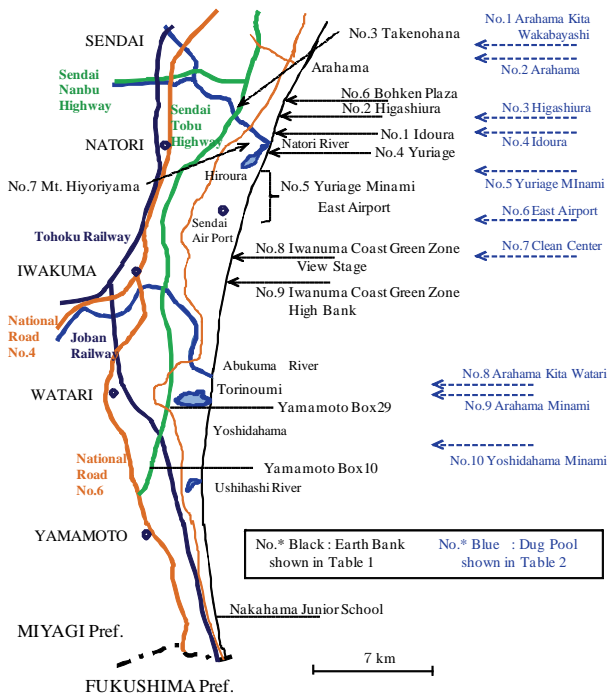 No.1 Arahama Kita
Wakabayashi
SENDAI
No.3 Takenohana
No.2 Arahama
Arahama
Sendai
Nanbu
Highway
No.6 Bohken Plaza
No.2 Higashiura
No.3 Higashiura
Sendai
Tobu
Highway
No.1 Idoura
No.4 Idoura
NATORI
Natori River
No.4 Yuriage
No.7 Mt. Hiyoriyama
Hiroura
No.5 Yuriage MInami
No.5 Yuriage Minami
East Airport
No.6 East Airport
Sendai
Air Port
Tohoku Railway
No.8 Iwanuma Coast Green Zone
View Stage
No.7 Clean Center
IWAKUMA
No.9 Iwanuma Coast Green Zone
High Bank
National
Road
No.4
Joban
Railway
Abukuma River
No.8 Arahama Kita Watari
WATARI
Torinoumi
No.9 Arahama Minami
Yamamoto Box29
Yoshidahama
No.10 Yoshidahama Minami
National
Road
No.6
Yamamoto Box10
Ushihashi River
YAMAMOTO
No.* Black : Earth Bank
shown in Table 1
No.* Blue : Dug Pool
shown in Table 2
Nakahama Junior School
MIYAGI Pref.
7 km
FUKUSHIMA Pref.